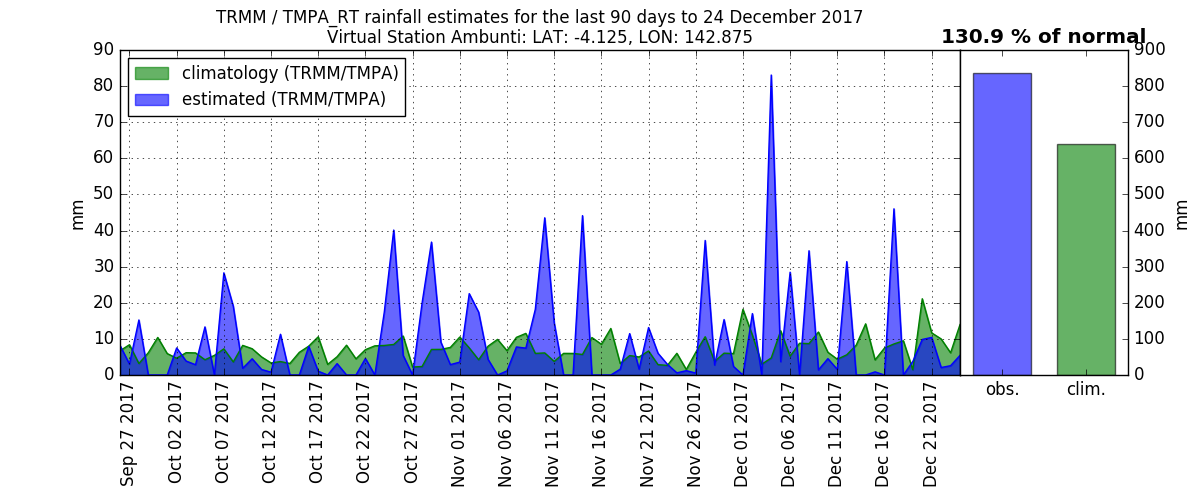 TRMM / TMPA_RT rainfall estimates for the last 90 days to 24 December 2017
Virtual Station Ambunti: LAT: -4.125, LON: 142.875
130.9 % of normal
climatology (TRMM/TMPA)
estimated (TRMM/TMPA)
90
80
70
60
50
40
30
20
10
0
mm
Sep 27 2017
Oct 02 2017
Oct 07 2017
Oct 12 2017
Oct 17 2017
Oct 22 2017
Oct 27 2017
Nov 01 2017
Nov 06 2017
Nov 11 2017
Nov 16 2017
Nov 21 2017
Nov 26 2017
Dec 01 2017
Dec 06 2017
Dec 11 2017
Dec 16 2017
Dec 21 2017
obs.
clim.
900
800
700
600
500
400
300
200
100
0
mm